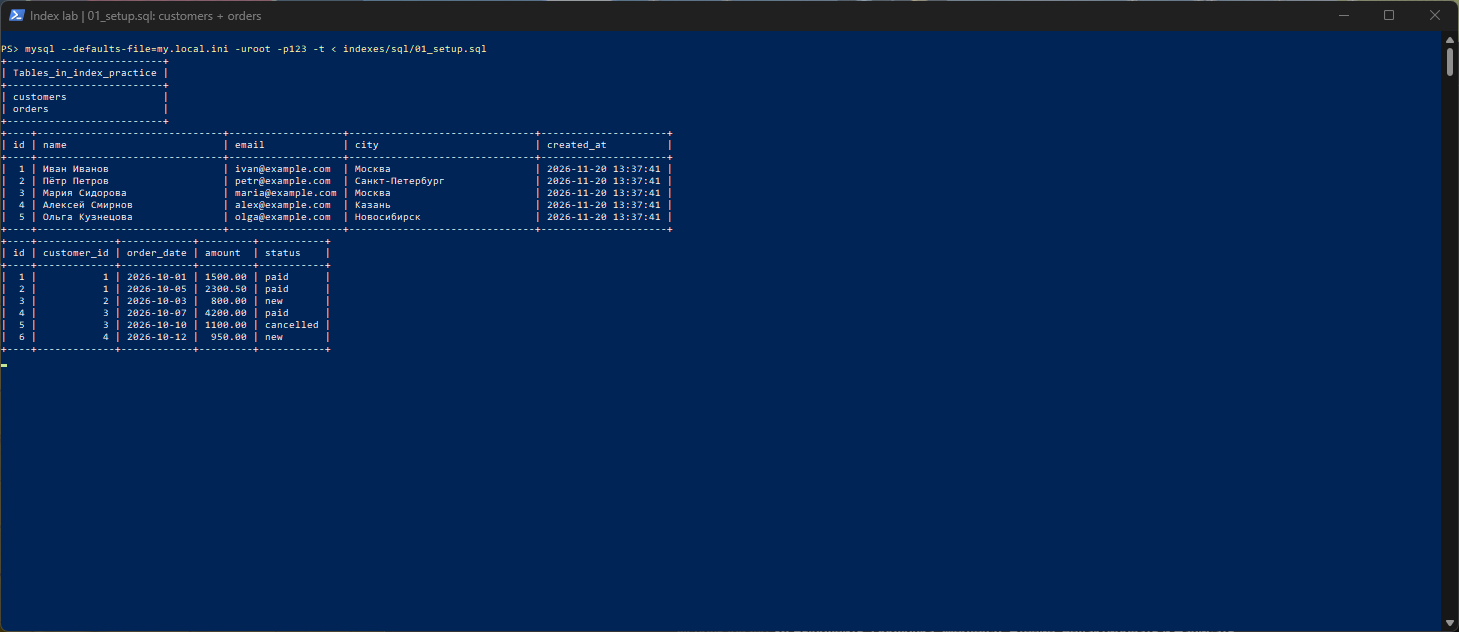 Index lab | 01_setup.sql: customers + orders
PS> mysql --defaults-file=my.local.ini -uroot -p123 -t < indexes/sql/01_setup.sql
+--------------------------+
| Tables_in_index_practice |
+--------------------------+
| customers                |
| orders                   |
+--------------------------+
+----+-------------------------------+-------------------+-------------------------------+---------------------+
| id | name                          | email             | city                          | created_at          |
+----+-------------------------------+-------------------+-------------------------------+---------------------+
|  1 | Иван Иванов                   | ivan@example.com  | Москва                        | 2026-11-20 13:37:41 |
|  2 | Пётр Петров                   | petr@example.com  | Санкт-Петербург               | 2026-11-20 13:37:41 |
|  3 | Мария Сидорова                | maria@example.com | Москва                        | 2026-11-20 13:37:41 |
|  4 | Алексей Смирнов               | alex@example.com  | Казань                        | 2026-11-20 13:37:41 |
|  5 | Ольга Кузнецова               | olga@example.com  | Новосибирск                   | 2026-11-20 13:37:41 |
+----+-------------------------------+-------------------+-------------------------------+---------------------+
+----+-------------+------------+---------+-----------+
| id | customer_id | order_date | amount  | status    |
+----+-------------+------------+---------+-----------+
|  1 |           1 | 2026-10-01 | 1500.00 | paid      |
|  2 |           1 | 2026-10-05 | 2300.50 | paid      |
|  3 |           2 | 2026-10-03 |  800.00 | new       |
|  4 |           3 | 2026-10-07 | 4200.00 | paid      |
|  5 |           3 | 2026-10-10 | 1100.00 | cancelled |
|  6 |           4 | 2026-10-12 |  950.00 | new       |
+----+-------------+------------+---------+-----------+